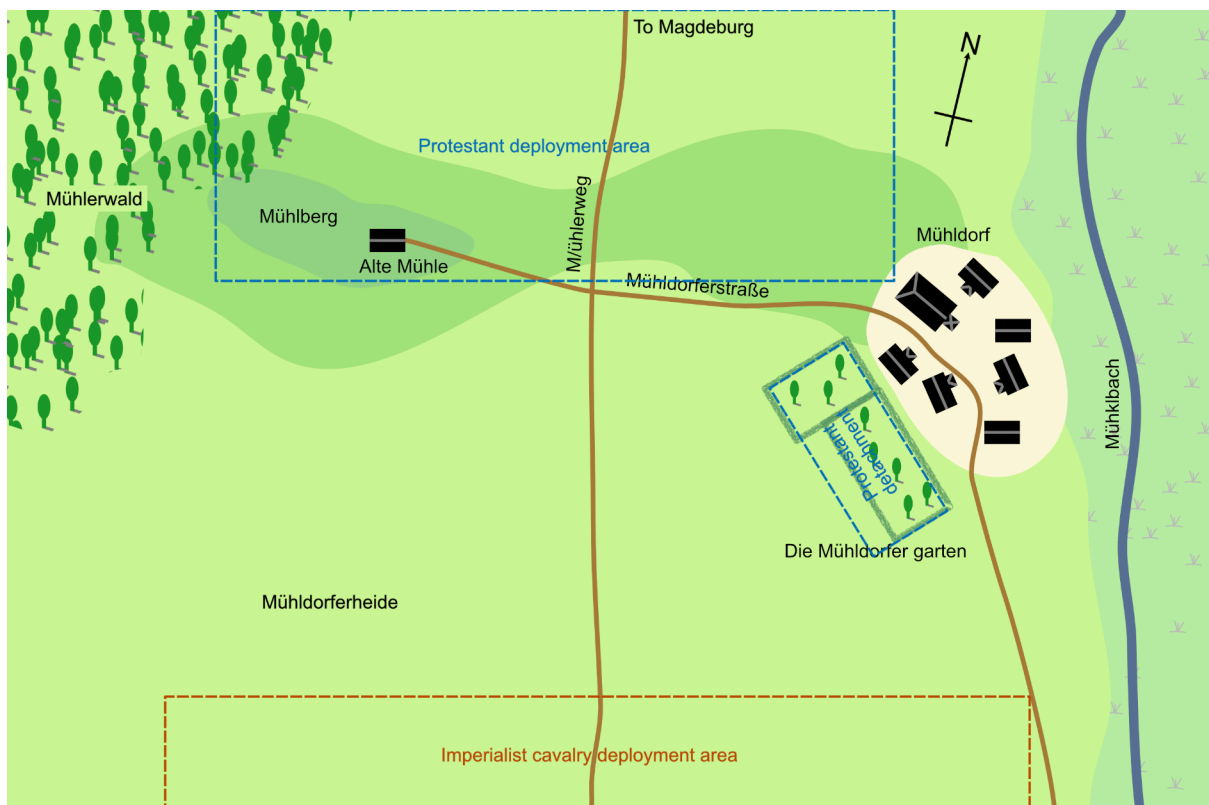 To Magdeburg
N
Protestant deployment area
Mühlerwald
Mühlberg
M/ühlerweg
Mühldorf
Alte Mühle
Mühldorferstraße
Mühklbach
Protestant
detachment
Die Mühldorfer garten
Mühldorferheide
Imperialist cavalry deployment area